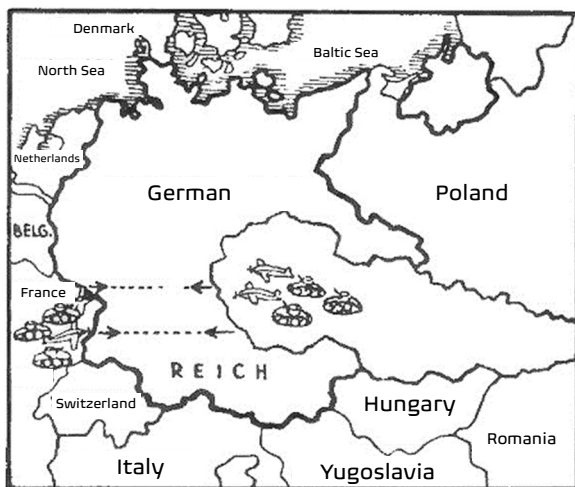 Denmark
Baltic Sea
North Sea
Netherlands
German
Poland
BELG.
France
REICH
Switzerland
Hungary
Romania
Italy
Yugoslavia